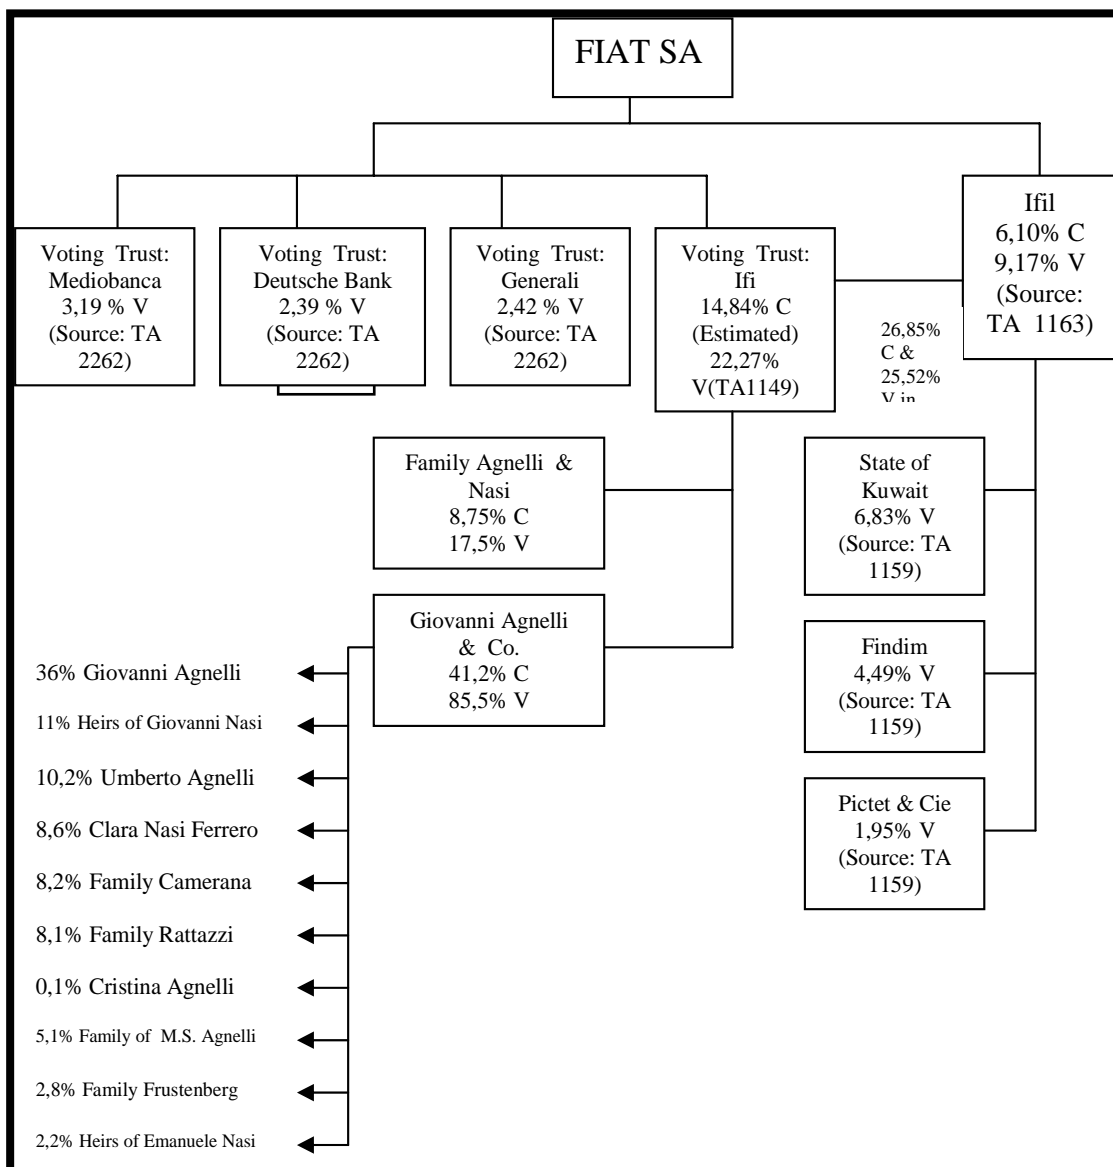 FIAT SA
Voting Trust:
Mediobanca
3,19 % V
(Source: TA
2262)
Voting Trust:
Deutsche Bank
2,39 % V
(Source: TA
2262)
Voting Trust:
Generali
2,42 % V
(Source: TA
2262)
Voting Trust:
Ifi
14,84% C
(Estimated)
22,27%
V(TA1149)
Ifil
6,10% C
9,17% V
(Source:
TA 1163)
26,85%
C &
25,52%
V in
Family Agnelli &
Nasi
8,75% C
17,5% V
State of
Kuwait
6,83% V
(Source: TA
1159)
Giovanni Agnelli
& Co.
41,2% C
85,5% V
Findim
4,49% V
(Source: TA
1159)
Pictet & Cie
1,95% V
(Source: TA
1159)
36% Giovanni Agnelli
11% Heirs of Giovanni Nasi
10,2% Umberto Agnelli
8,6% Clara Nasi Ferrero
8,2% Family Camerana
8,1% Family Rattazzi
0,1% Cristina Agnelli
5,1% Family of M.S. Agnelli
2,8% Family Frustenberg
2,2% Heirs of Emanuele Nasi